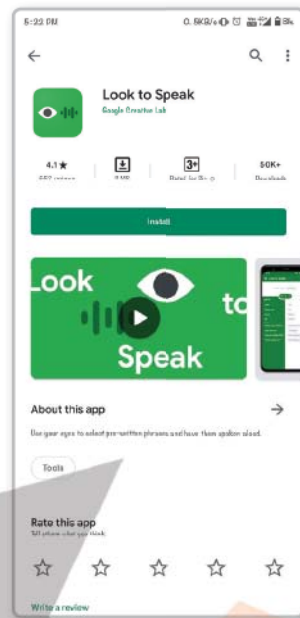 5:22 PM
Look to Speak
Google Creative Lab
4.1★
3+
50K+
Downloads
Install
Look
to
Speak
About this app
Use your eyes to select pre-written phrases and have them spoken aloud.
Tools
Rate this app
Tell others what you think
Write a review